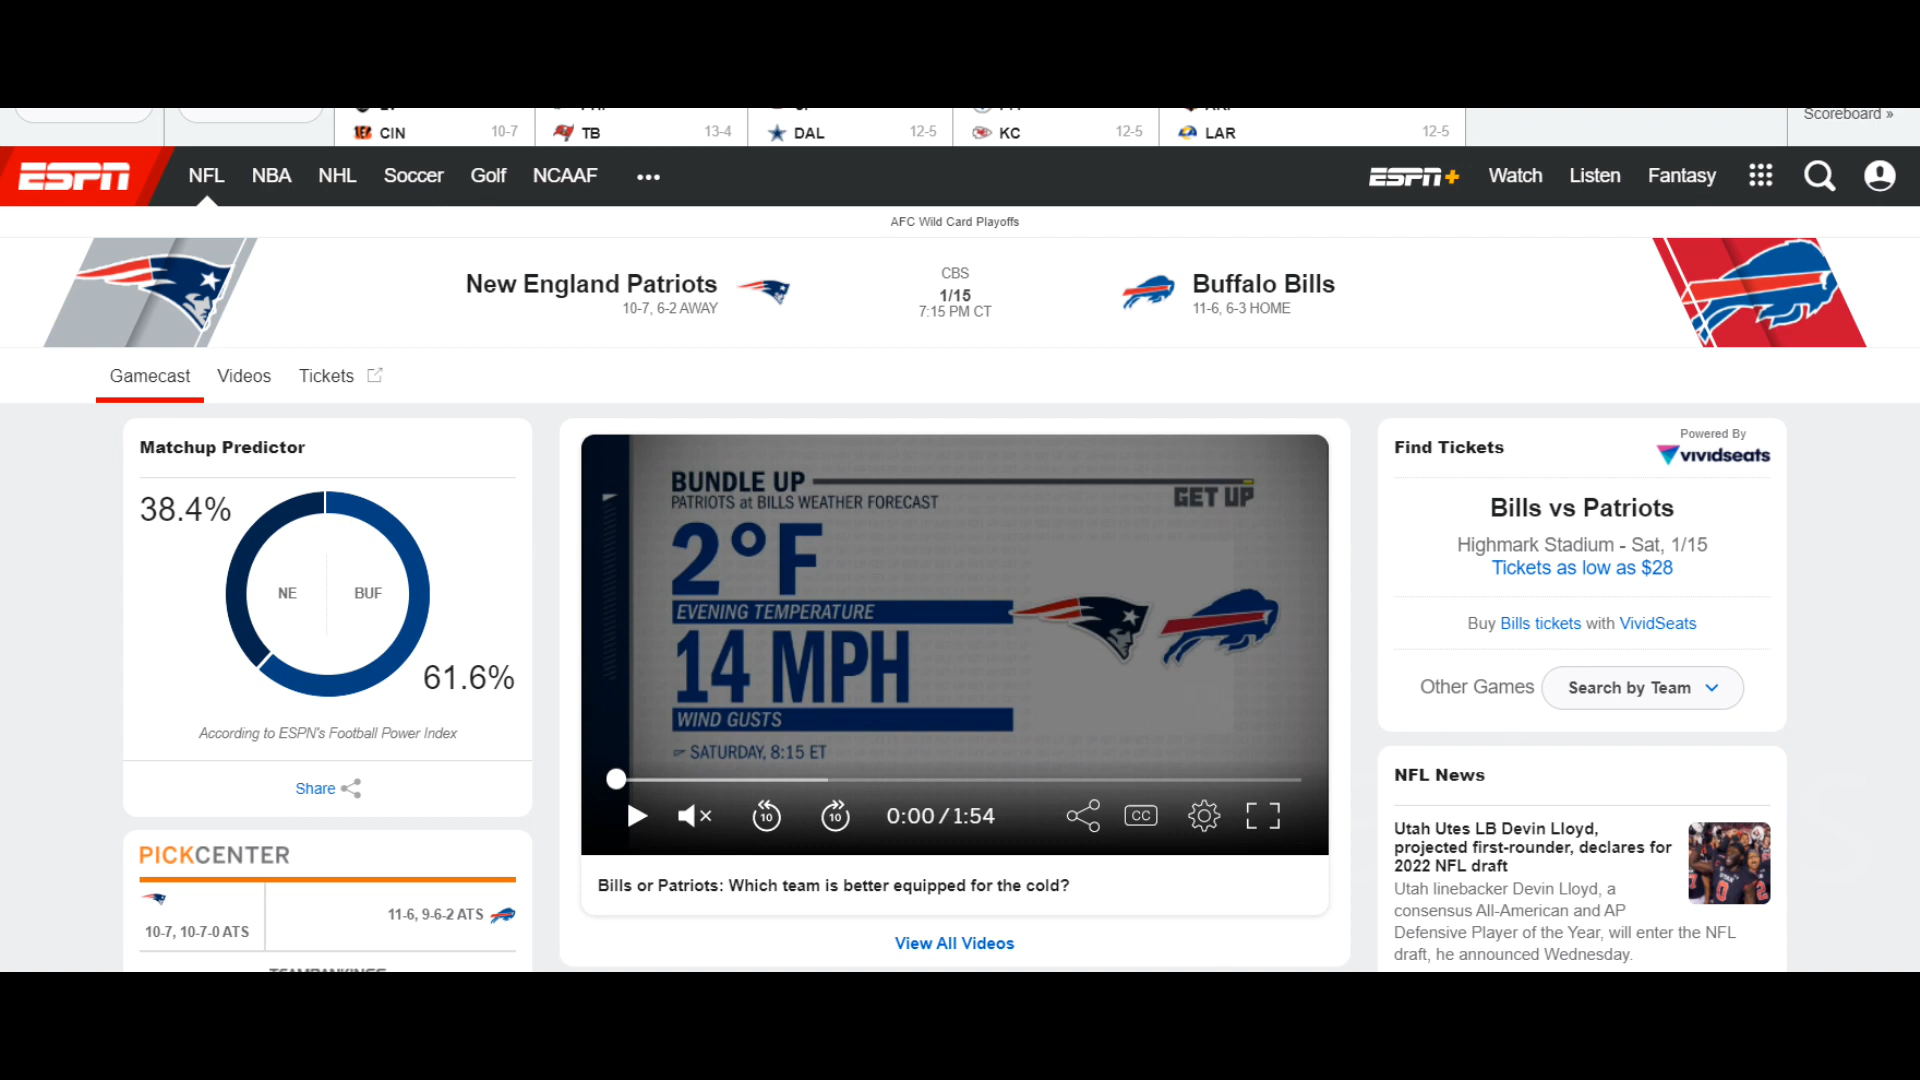 CIN 10-7
TB 13-4
DAL 12-5
KC 12-5
LAR 12-5
Scoreboard »
ESPN
NFL NBA NHL Soccer Golf NCAAF
ESPN+ Watch Listen Fantasy
AFC Wild Card Playoffs
New England Patriots
10-7, 6-2 AWAY
CBS
1/15
7:15 PM CT
Buffalo Bills
11-6, 6-3 HOME
Gamecast Videos Tickets
Matchup Predictor
38.4%
NE BUF
61.6%
According to ESPN's Football Power Index
Share
PICKCENTER
10-7, 10-7-0 ATS
11-6, 9-6-2 ATS
BUNDLE UP
PATRIOTS at BILLS WEATHER FORECAST
GET UP
2°F
EVENING TEMPERATURE
14 MPH
WIND GUSTS
SATURDAY, 8:15 ET
10 10 0:00 / 1:54 CC
Bills or Patriots: Which team is better equipped for the cold?
View All Videos
Find Tickets
Powered By
vividseats
Bills vs Patriots
Highmark Stadium - Sat, 1/15
Tickets as low as $28
Buy Bills tickets with VividSeats
Other Games Search by Team
NFL News
Utah Utes LB Devin Lloyd,
projected first-rounder, declares for
2022 NFL draft
Utah linebacker Devin Lloyd, a
consensus All-American and AP
Defensive Player of the Year, will enter the NFL
draft, he announced Wednesday.